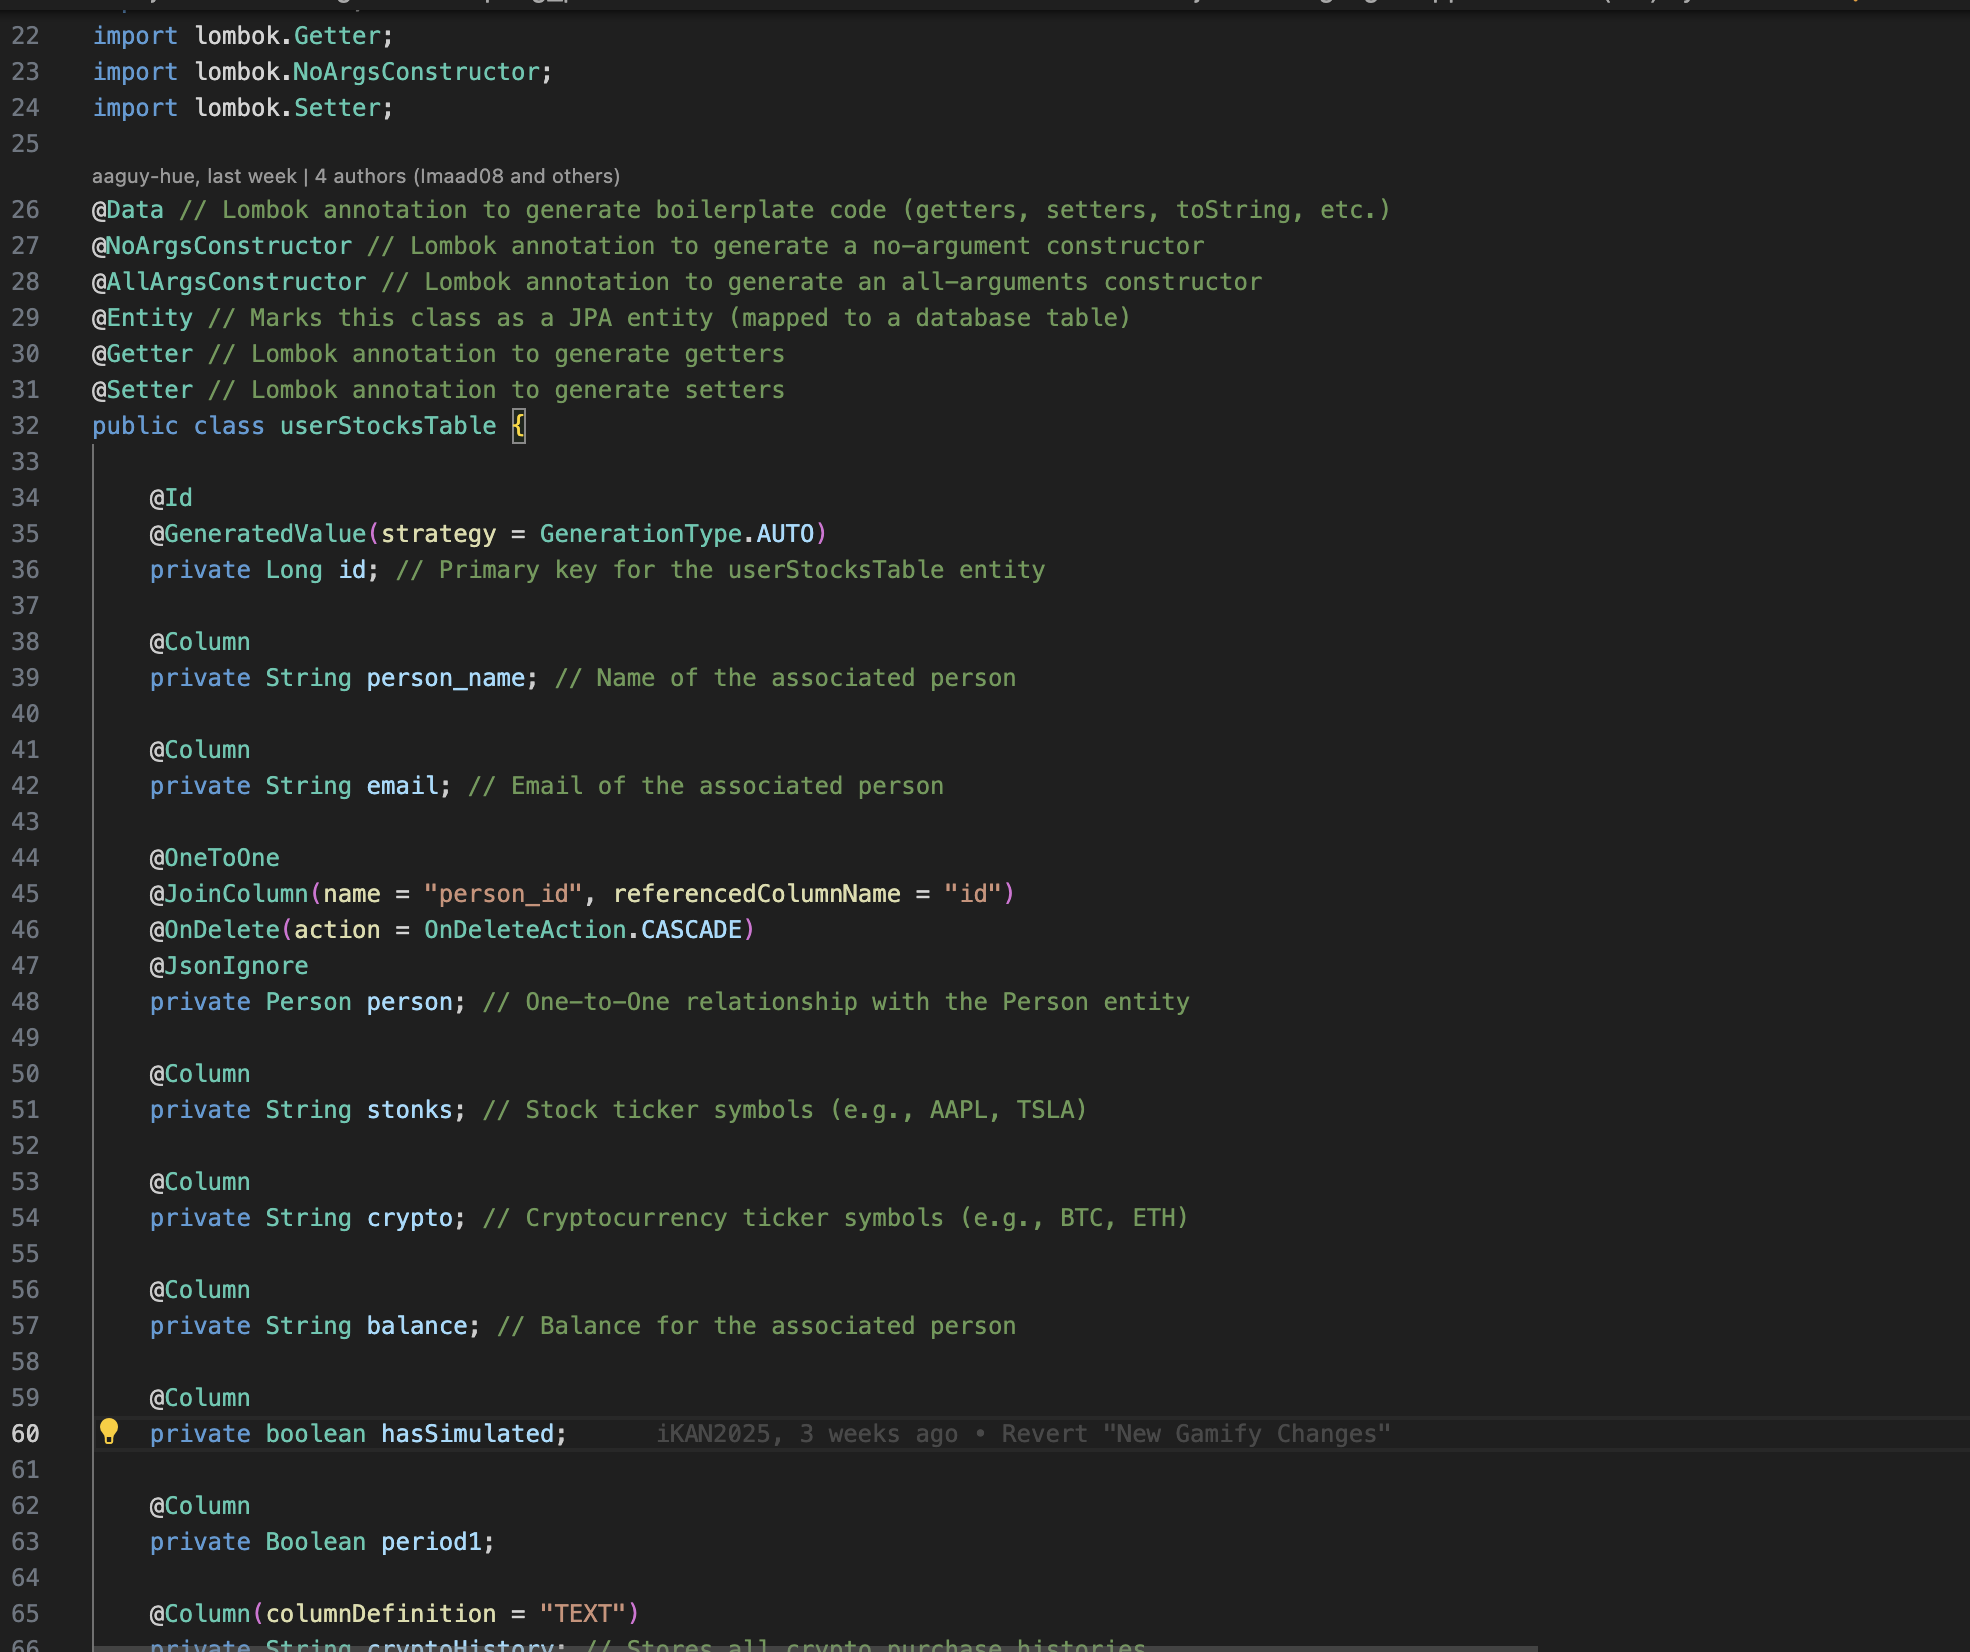 22 import lombok.Getter;
23 import lombok.NoArgsConstructor;
24 import lombok.Setter;
25
aaguy-hue, last week | 4 authors (Imaad08 and others)
26 @Data // Lombok annotation to generate boilerplate code (getters, setters, toString, etc.)
27 @NoArgsConstructor // Lombok annotation to generate a no-argument constructor
28 @AllArgsConstructor // Lombok annotation to generate an all-arguments constructor
29 @Entity // Marks this class as a JPA entity (mapped to a database table)
30 @Getter // Lombok annotation to generate getters
31 @Setter // Lombok annotation to generate setters
32 public class userStocksTable {
33
34 @Id
35 @GeneratedValue(strategy = GenerationType.AUTO)
36 private Long id; // Primary key for the userStocksTable entity
37
38 @Column
39 private String person_name; // Name of the associated person
40
41 @Column
42 private String email; // Email of the associated person
43
44 @OneToOne
45 @JoinColumn(name = "person_id", referencedColumnName = "id")
46 @OnDelete(action = OnDeleteAction.CASCADE)
47 @JsonIgnore
48 private Person person; // One-to-One relationship with the Person entity
49
50 @Column
51 private String stonks; // Stock ticker symbols (e.g., AAPL, TSLA)
52
53 @Column
54 private String crypto; // Cryptocurrency ticker symbols (e.g., BTC, ETH)
55
56 @Column
57 private String balance; // Balance for the associated person
58
59 @Column
60 private boolean hasSimulated; iKAN2025, 3 weeks ago • Revert "New Gamify Changes"
61
62 @Column
63 private Boolean period1;
64
65 @Column(columnDefinition = "TEXT")
66 private String cryptoHistory; // Stores all crypto purchase histories